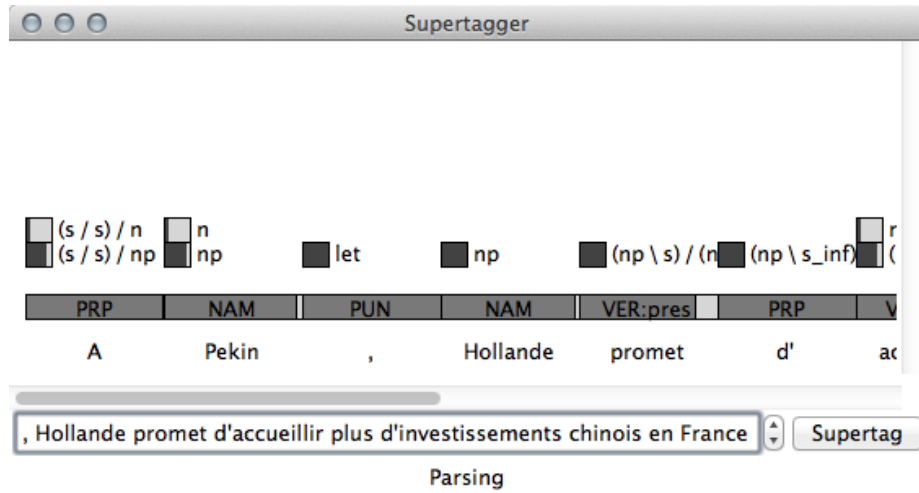 Supertagger
(s / s) / n n
(s / s) / np np let np (np \ s) / (n (np \ s_inf) (
PRP NAM PUN NAM VER:pres PRP V
A Pekin , Hollande promet d' ac
, Hollande promet d'accueillir plus d'investissements chinois en France Supertag
Parsing